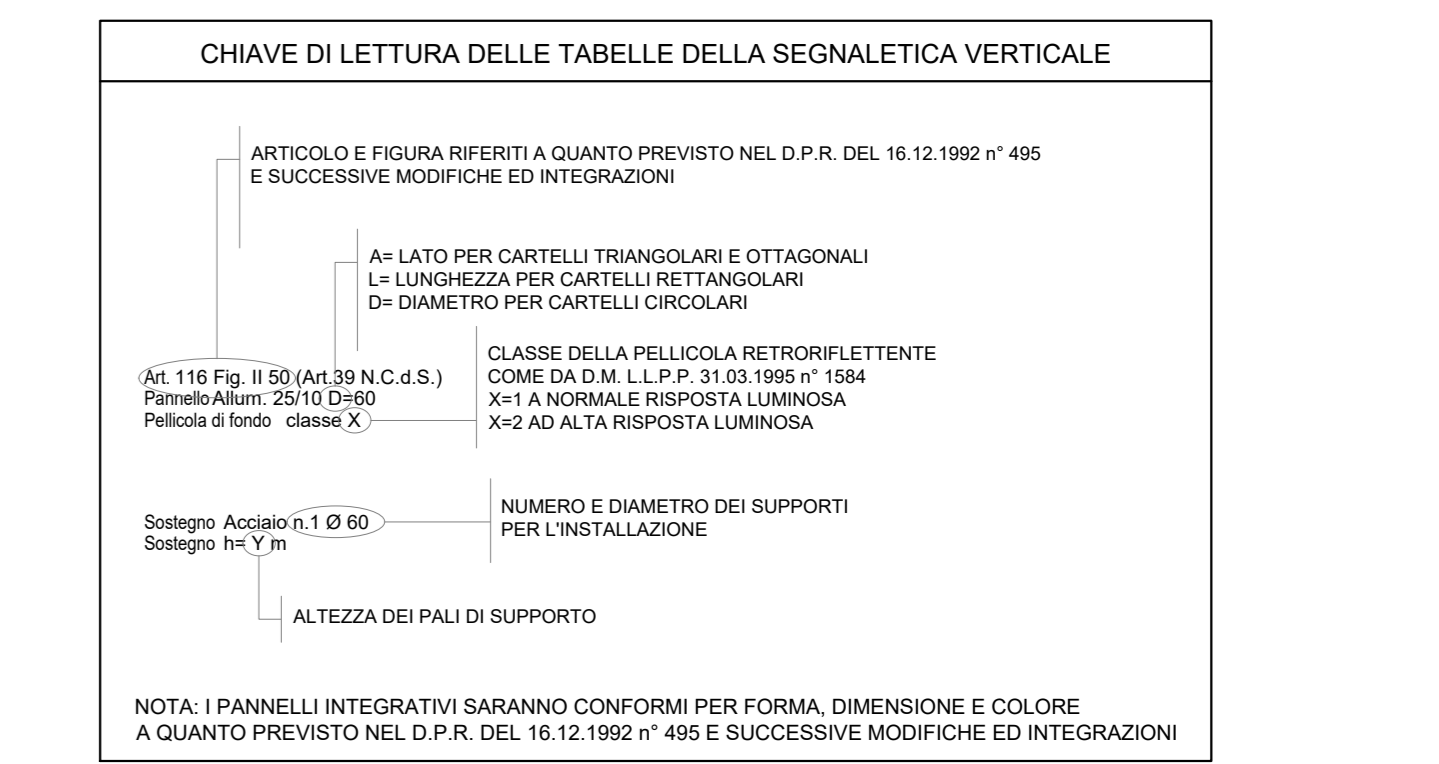 CHIAVE DI LETTURA DELLE TABELLE DELLA SEGNALETICA VERTICALE
ARTICOLO E FIGURA RIFERITI A QUANTO PREVISTO NEL D.P.R. DEL 16.12.1992 n° 495
E SUCCESSIVE MODIFICHE ED INTEGRAZIONI
A= LATO PER CARTELLI TRIANGOLARI E OTTAGONALI
L= LUNGHEZZA PER CARTELLI RETTANGOLARI
D= DIAMETRO PER CARTELLI CIRCOLARI
CLASSE DELLA PELLICOLA RETRORIFLETTENTE
COME DA D.M. L.L.P.P. 31.03.1995 n° 1584
X=1 A NORMALE RISPOSTA LUMINOSA
X=2 AD ALTA RISPOSTA LUMINOSA
Art. 116 Fig. II 50 (Art.39 N.C.d.S.)
Pannello Allum. 25/10 D=60
Pellicola di fondo classe X
NUMERO E DIAMETRO DEI SUPPORTI
PER L'INSTALLAZIONE
Sostegno Acciaio n.1 Ø 60
Sostegno h= Y m
ALTEZZA DEI PALI DI SUPPORTO
NOTA: I PANNELLI INTEGRATIVI SARANNO CONFORMI PER FORMA, DIMENSIONE E COLORE
A QUANTO PREVISTO NEL D.P.R. DEL 16.12.1992 n° 495 E SUCCESSIVE MODIFICHE ED INTEGRAZIONI